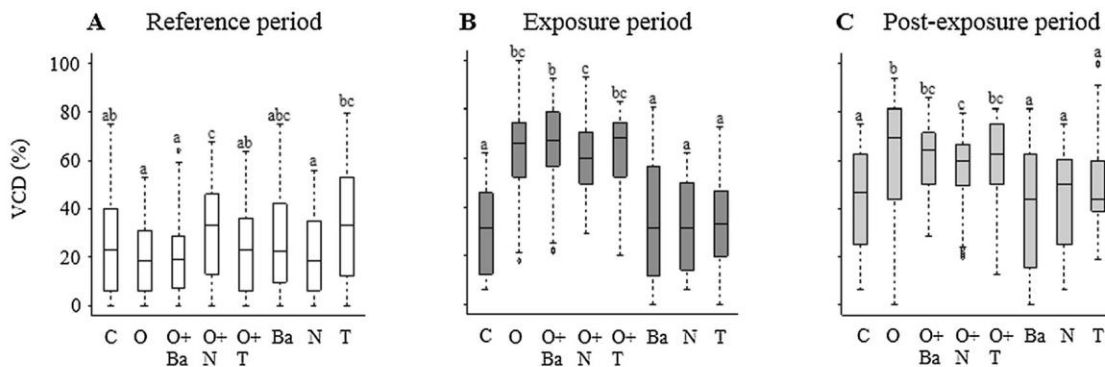 A Reference period
B Exposure period
C Post-exposure period
VCD (%)
100
80
60
40
20
0
ab
a
a
c
ab
abc
a
bc
C O O+ O+ O+ Ba N T
Ba N T
a
bc
b
c
bc
a
a
a
C O O+ O+ O+ Ba N T
Ba N T
a
b
bc
c
bc
a
a
a
C O O+ O+ O+ Ba N T
Ba N T